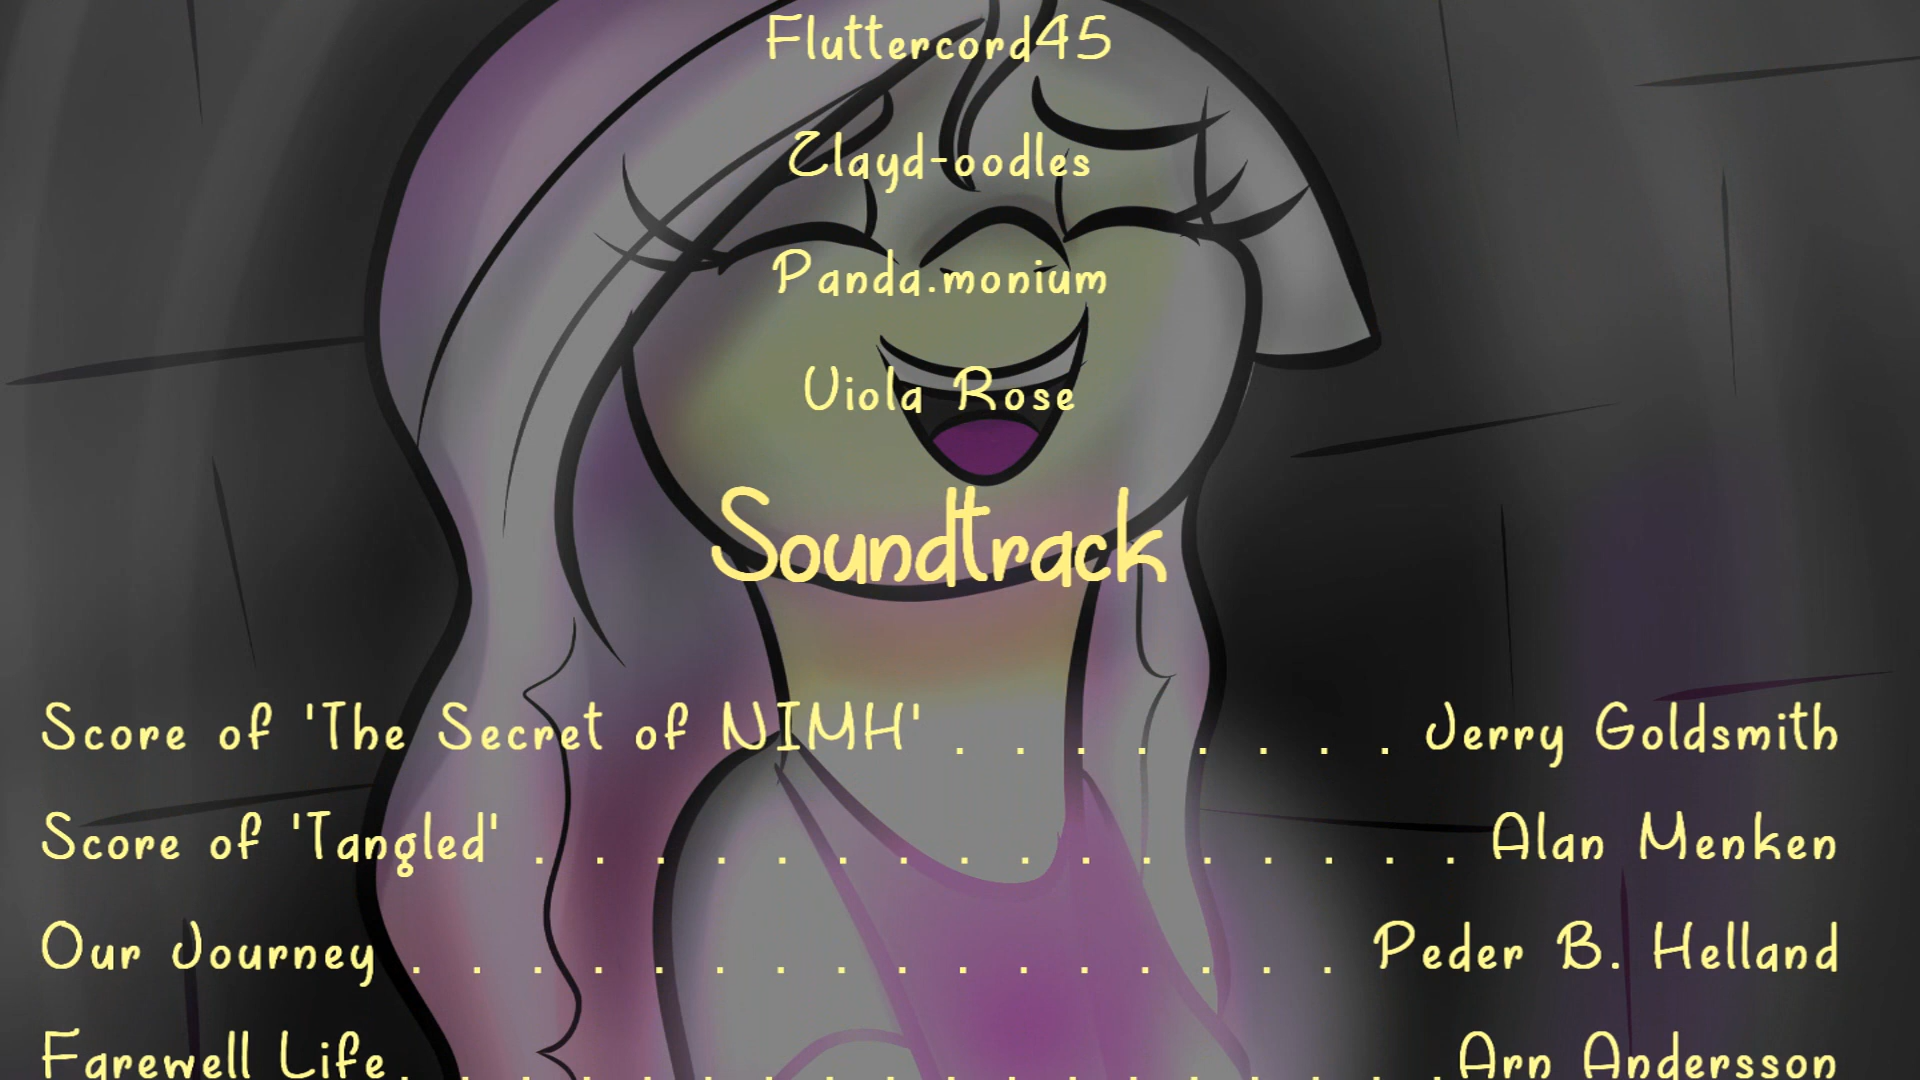 Fluttercord45
Clayd-oodles
Panda.monium
Viola Rose
Soundtrack
Score of 'The Secret of NIMH' . . . . . . . . Jerry Goldsmith
Score of 'Tangled' . . . . . . . . . . . . . . . . Alan Menken
Our Journey . . . . . . . . . . . . . . . . Peder B. Helland
Farewell Life . . . . . . . . . . . . . . . . . . Arn Andersson